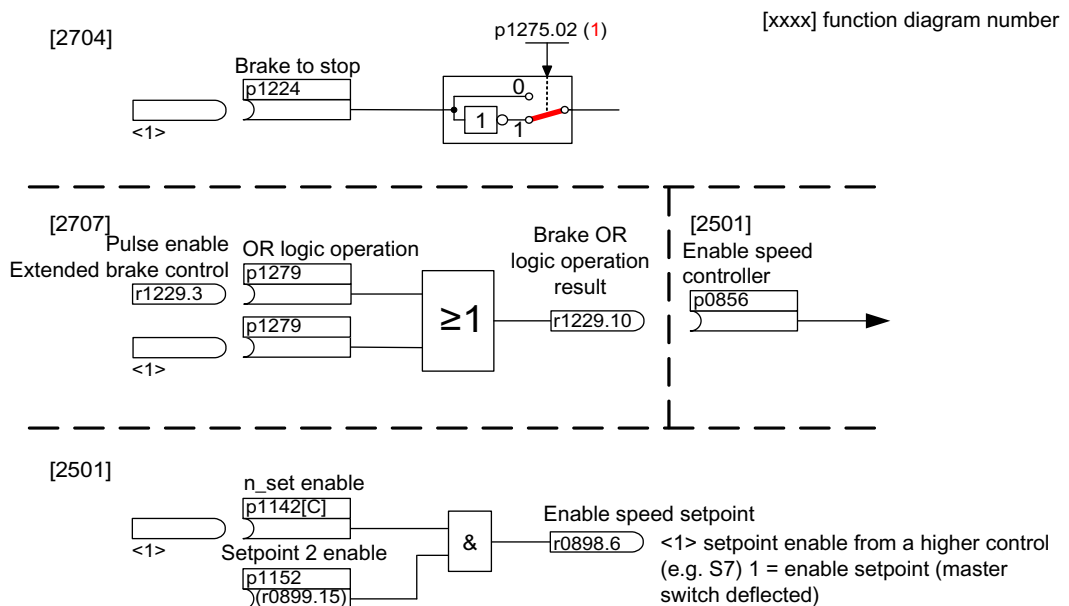 [xxxx] function diagram number
[2704]
p1275.02 (1)
Brake to stop
p1224
0
1
1
<1>
[2707]
Pulse enable
Extended brake control
r1229.3
OR logic operation
p1279
p1279
<1>
≥1
Brake OR
logic operation
result
r1229.10
[2501]
Enable speed
controller
p0856
[2501]
n_set enable
p1142[C]
<1>
Setpoint 2 enable
p1152
(r0899.15)
&
Enable speed setpoint
r0898.6
<1> setpoint enable from a higher control
(e.g. S7) 1 = enable setpoint (master
switch deflected)